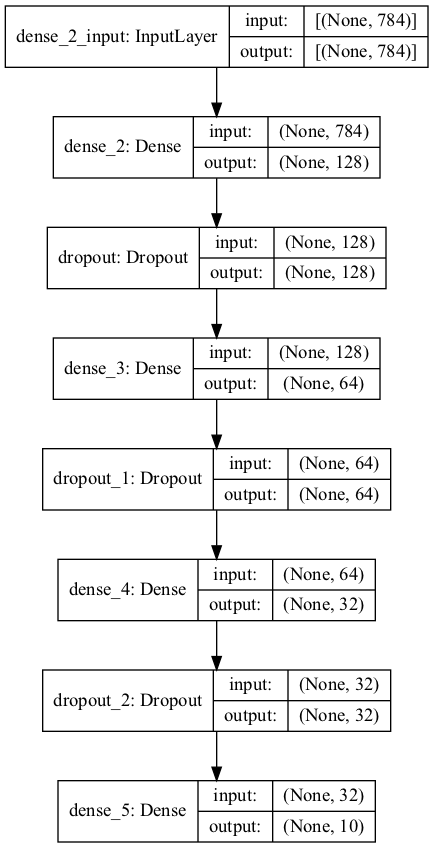 dense_2_input: InputLayer
input: [(None, 784)]
output: [(None, 784)]
dense_2: Dense
input: (None, 784)
output: (None, 128)
dropout: Dropout
input: (None, 128)
output: (None, 128)
dense_3: Dense
input: (None, 128)
output: (None, 64)
dropout_1: Dropout
input: (None, 64)
output: (None, 64)
dense_4: Dense
input: (None, 64)
output: (None, 32)
dropout_2: Dropout
input: (None, 32)
output: (None, 32)
dense_5: Dense
input: (None, 32)
output: (None, 10)